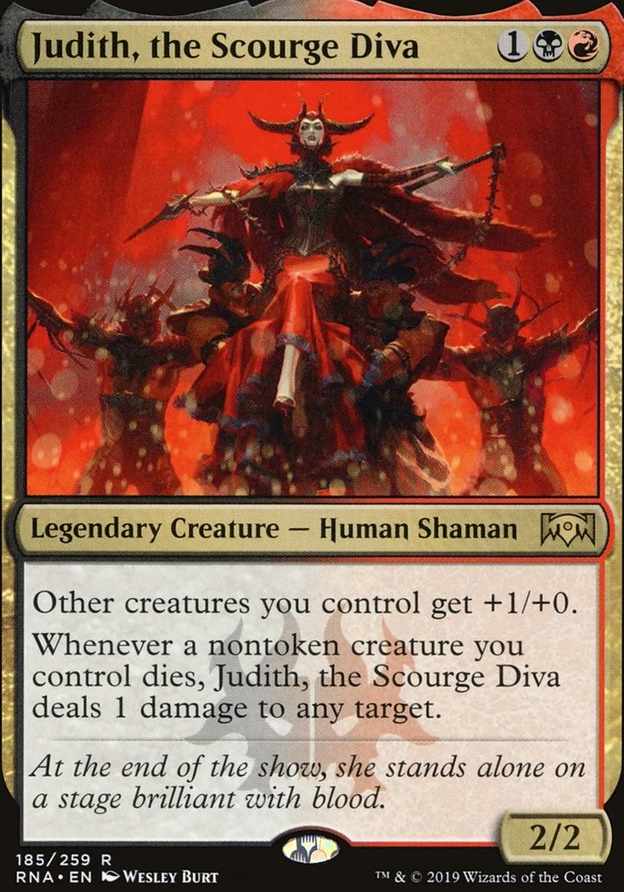 Judith, the Scourge Diva 1
Legendary Creature — Human Shaman
Other creatures you control get +1/+0.
Whenever a nontoken creature you
control dies, Judith, the Scourge Diva
deals 1 damage to any target.
At the end of the show, she stands alone on
a stage brilliant with blood.
2/2
185/259 R
RNA • EN Wesley Burt
™ & © 2019 Wizards of the Coast